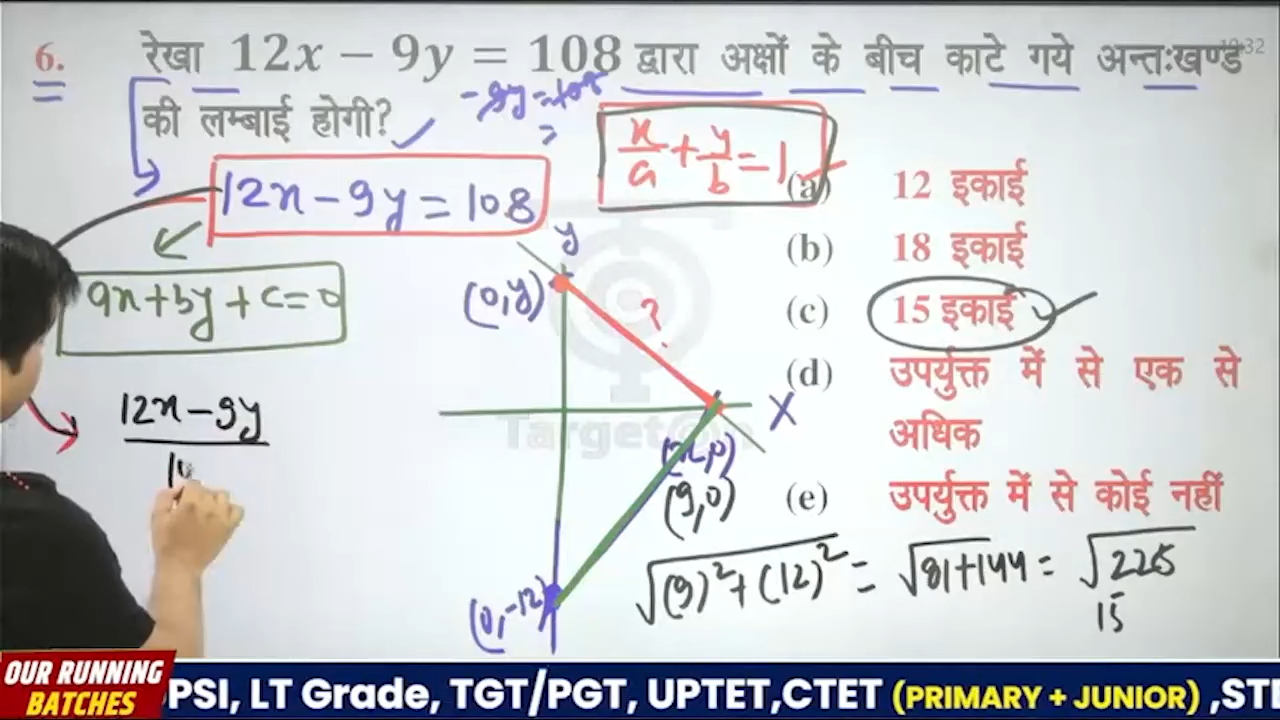 6. रेखा 12x − 9y = 108 द्वारा अक्षों के बीच काटे गये अन्तःखण्ड
की लम्बाई होगी?
-9y=108
12x-9y=108
x/a+y/b=1
(a) 12 इकाई
(b) 18 इकाई
(c) 15 इकाई
(d) उपर्युक्त में से एक से
अधिक
(e) उपर्युक्त में से कोई नहीं
ax+by+c=0
12x-9y
y
(0,y)
?
X
Target@n
(x,0)
(9,0)
(0,-12)
√(9)²+(12)² = √81+144 = √225
15
OUR RUNNING
BATCHES
PSI, LT Grade, TGT/PGT, UPTET,CTET (PRIMARY + JUNIOR) ,STE